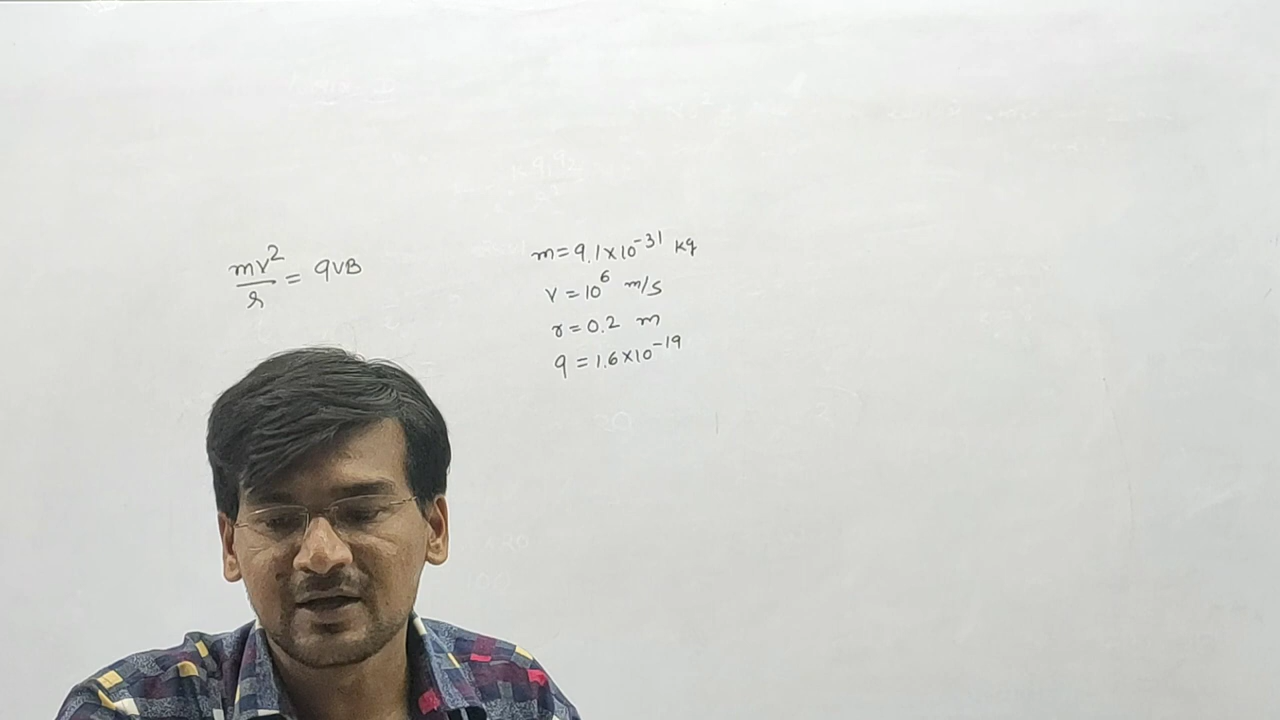 mv²/r = qVB
m = 9.1×10⁻³¹ kg
v = 10⁶ m/s
r = 0.2 m
q = 1.6×10⁻¹⁹